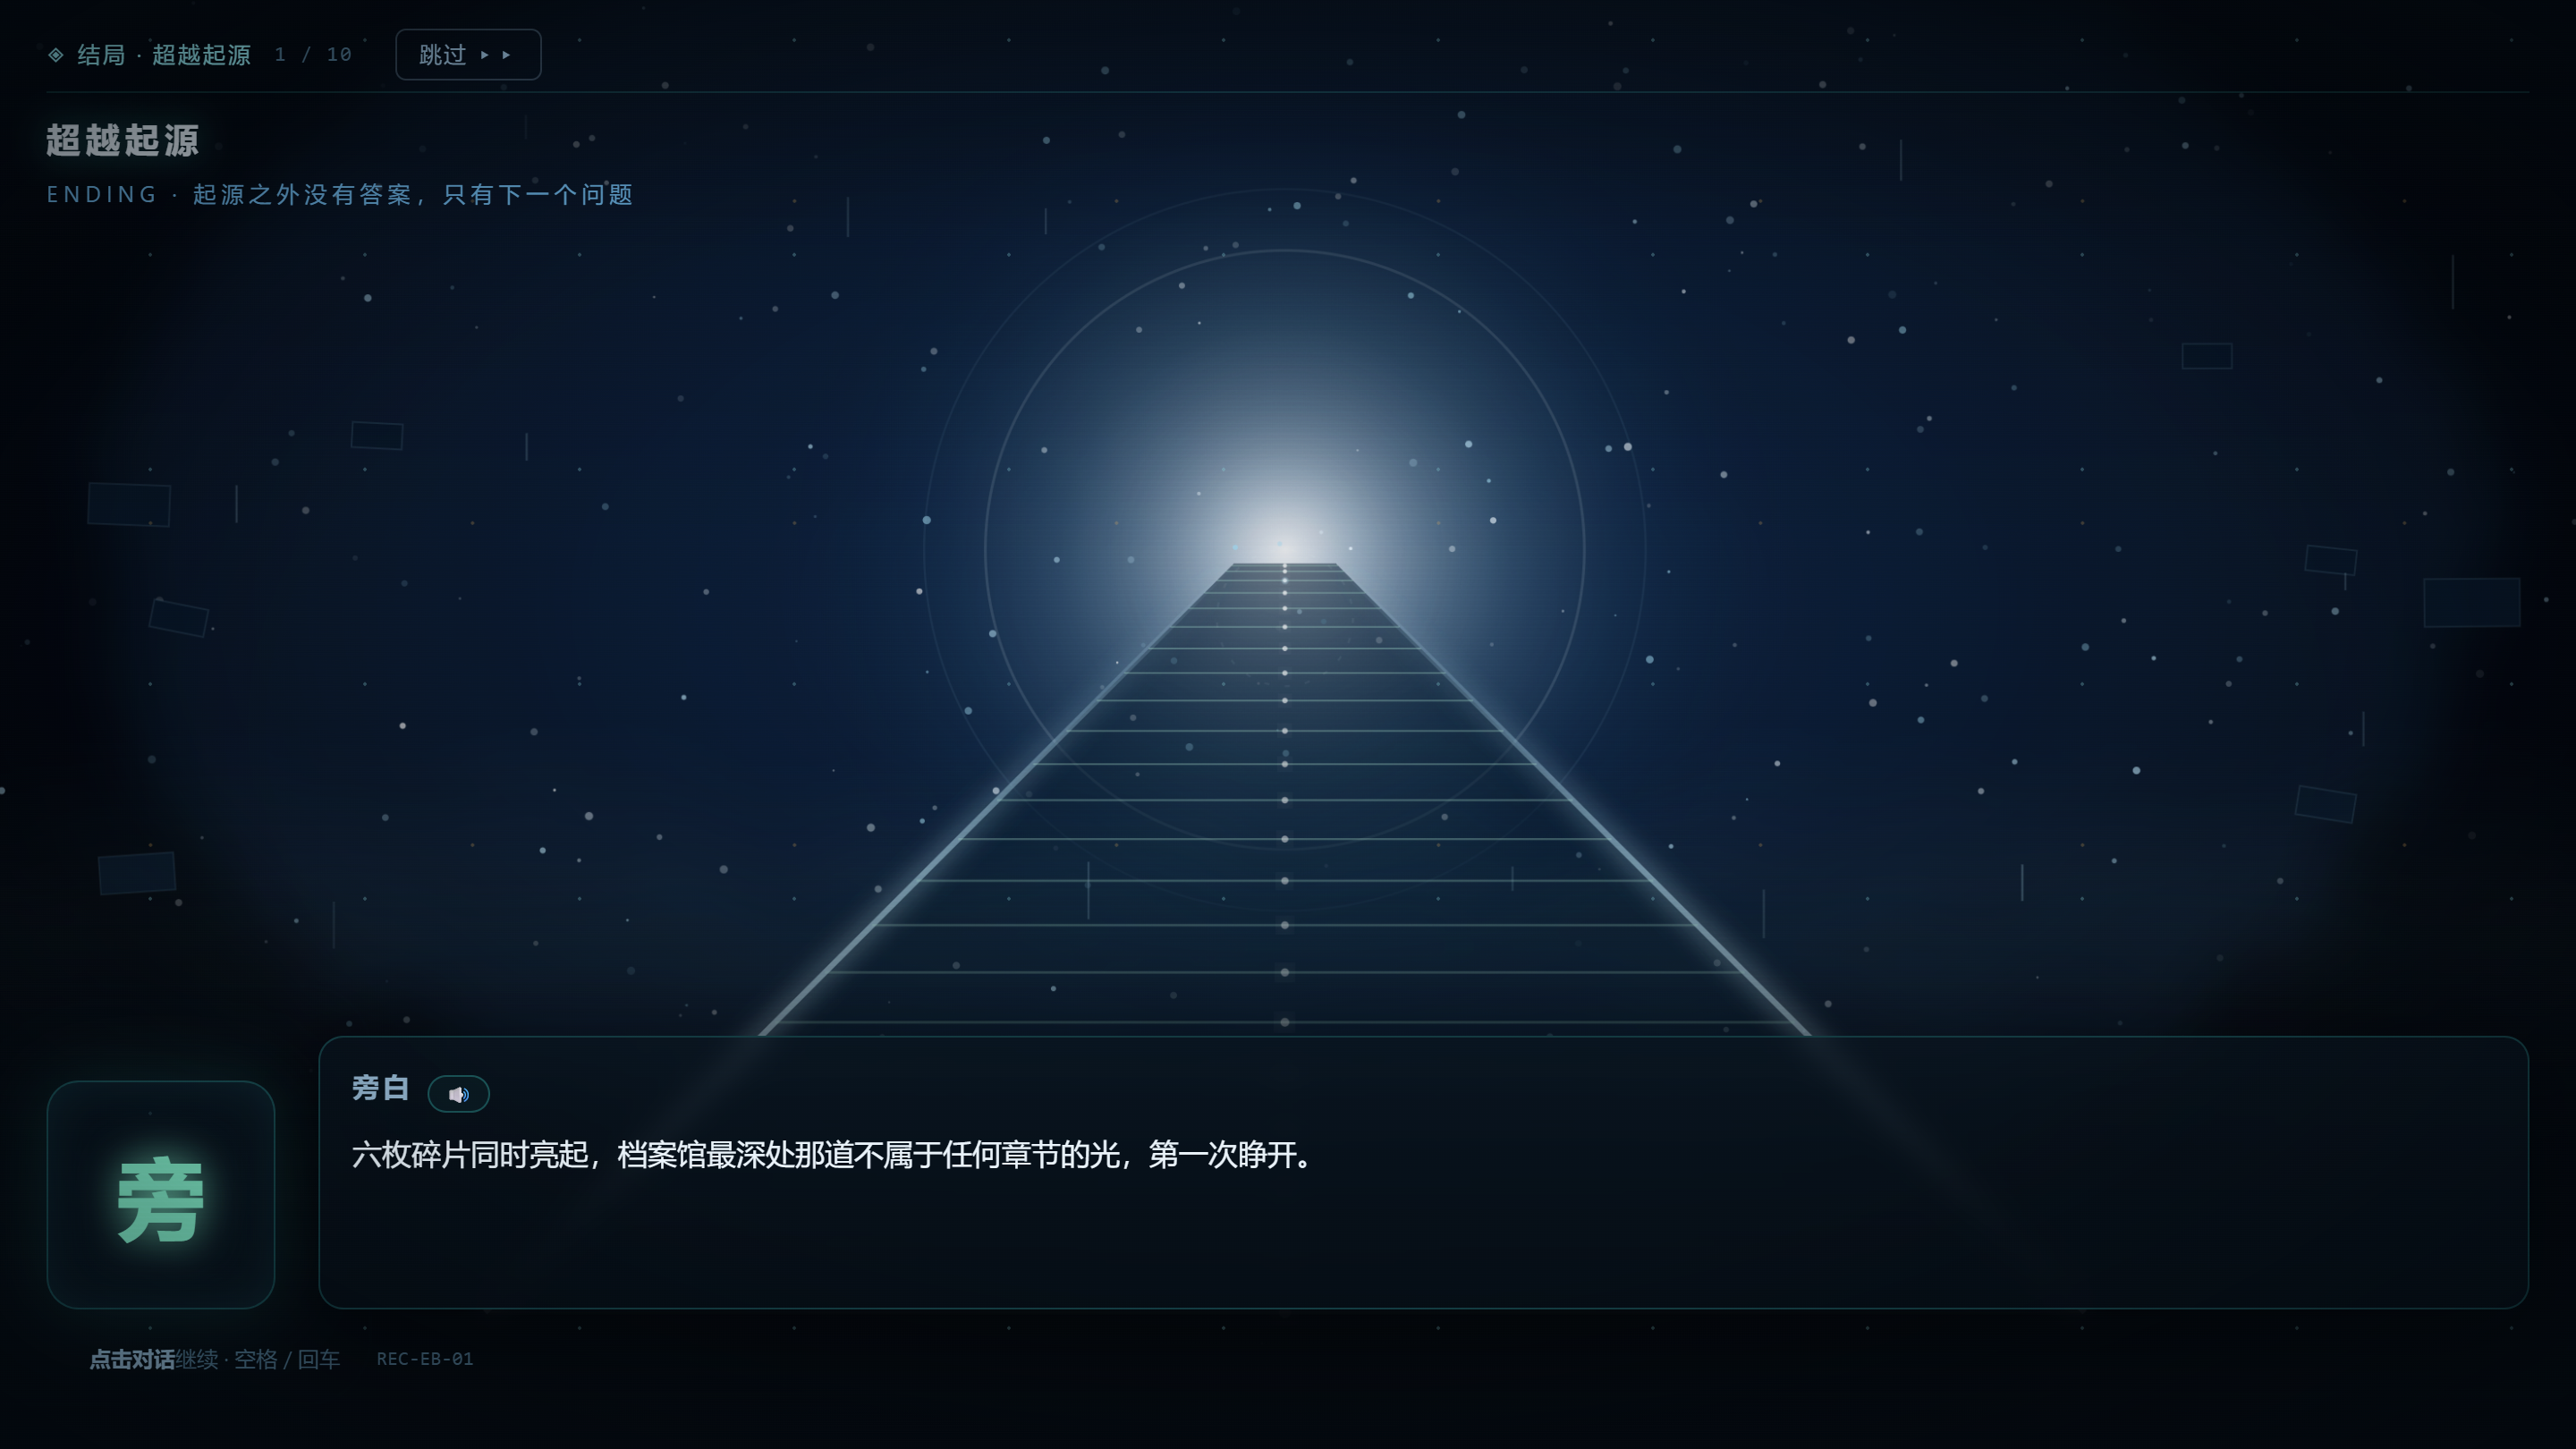 ◈ 结局 · 超越起源 1 / 10 跳过 ▸▸
超越起源
ENDING · 起源之外没有答案，只有下一个问题
旁白
旁
六枚碎片同时亮起，档案馆最深处那道不属于任何章节的光，第一次睁开。
点击对话继续 · 空格 / 回车 REC-EB-01